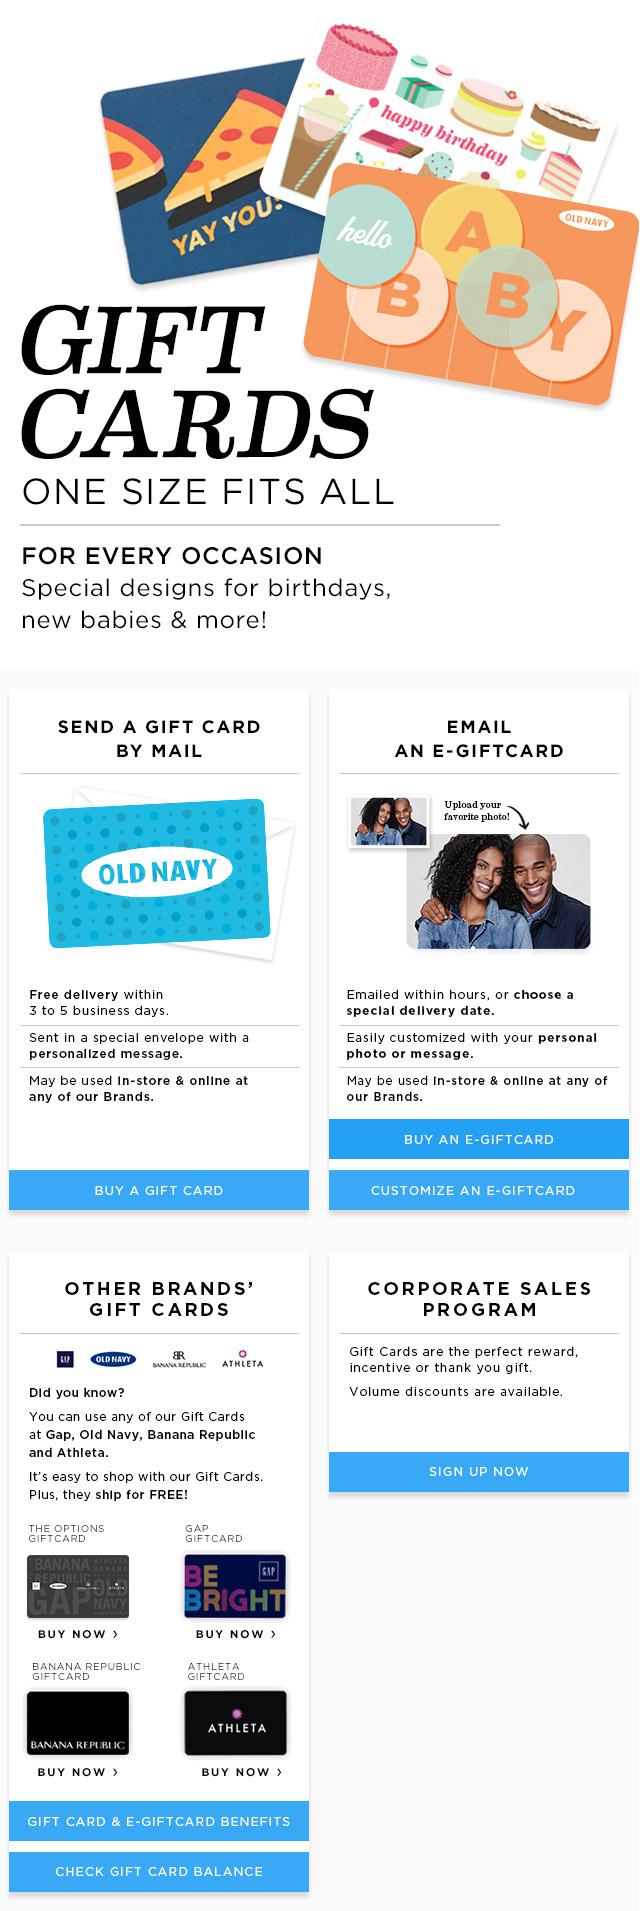 YAY YOU!
happy birthday
OLD NAVY
hello
A
B B
Y
GIFT
CARDS
ONE SIZE FITS ALL
FOR EVERY OCCASION
Special designs for birthdays,
new babies & more!
SEND A GIFT CARD
BY MAIL
OLD NAVY
Free delivery within
3 to 5 business days.
Sent in a special envelope with a
personalized message.
May be used in-store & online at
any of our Brands.
BUY A GIFT CARD
EMAIL
AN E-GIFTCARD
Upload your
favorite photo!
Emailed within hours, or choose a
special delivery date.
Easily customized with your personal
photo or message.
May be used in-store & online at any of
our Brands.
BUY AN E-GIFTCARD
CUSTOMIZE AN E-GIFTCARD
OTHER BRANDS’
GIFT CARDS
GAP OLD NAVY BR BANANA REPUBLIC ATHLETA
Did you know?
You can use any of our Gift Cards
at Gap, Old Navy, Banana Republic
and Athleta.
It's easy to shop with our Gift Cards.
Plus, they ship for FREE!
THE OPTIONS
GIFTCARD
BANANA
REPUBLIC
GAP
OLD
NAVY
BUY NOW >
GAP
GIFTCARD
GAP
BE
BRIGHT
BUY NOW >
BANANA REPUBLIC
GIFTCARD
BANANA REPUBLIC
BUY NOW >
ATHLETA
GIFTCARD
ATHLETA
BUY NOW >
GIFT CARD & E-GIFTCARD BENEFITS
CHECK GIFT CARD BALANCE
CORPORATE SALES
PROGRAM
Gift Cards are the perfect reward,
incentive or thank you gift.
Volume discounts are available.
SIGN UP NOW